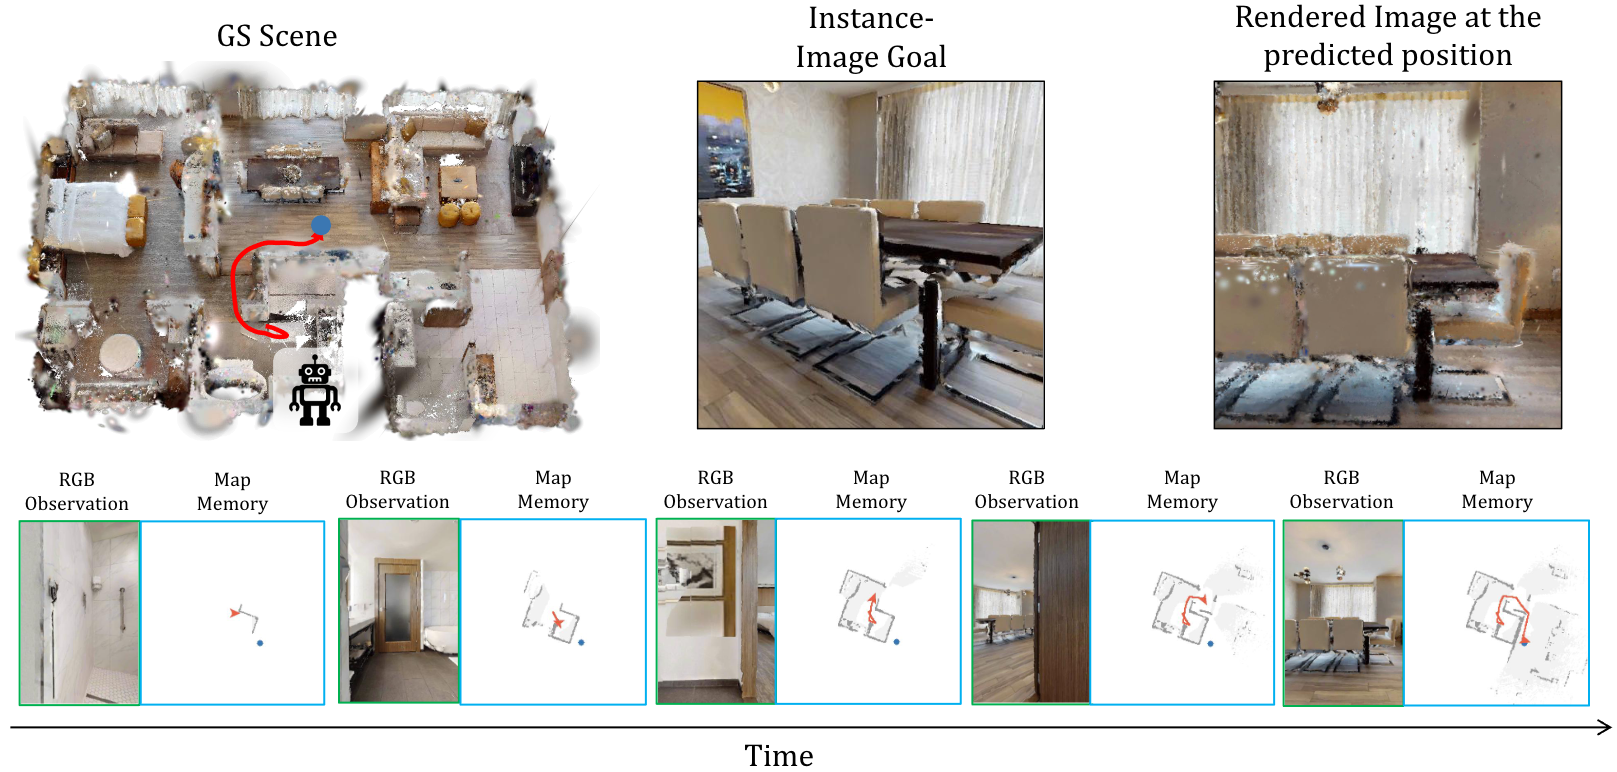 GS Scene
Instance-
Image Goal
Rendered Image at the
predicted position
RGB
Observation
Map
Memory
RGB
Observation
Map
Memory
RGB
Observation
Map
Memory
RGB
Observation
Map
Memory
RGB
Observation
Map
Memory
Time